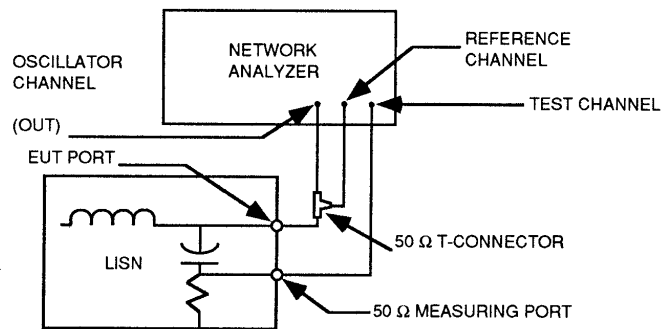 OSCILLATOR
CHANNEL
(OUT)
NETWORK
ANALYZER
REFERENCE
CHANNEL
TEST CHANNEL
EUT PORT
50 Ω T-CONNECTOR
LISN
50 Ω MEASURING PORT